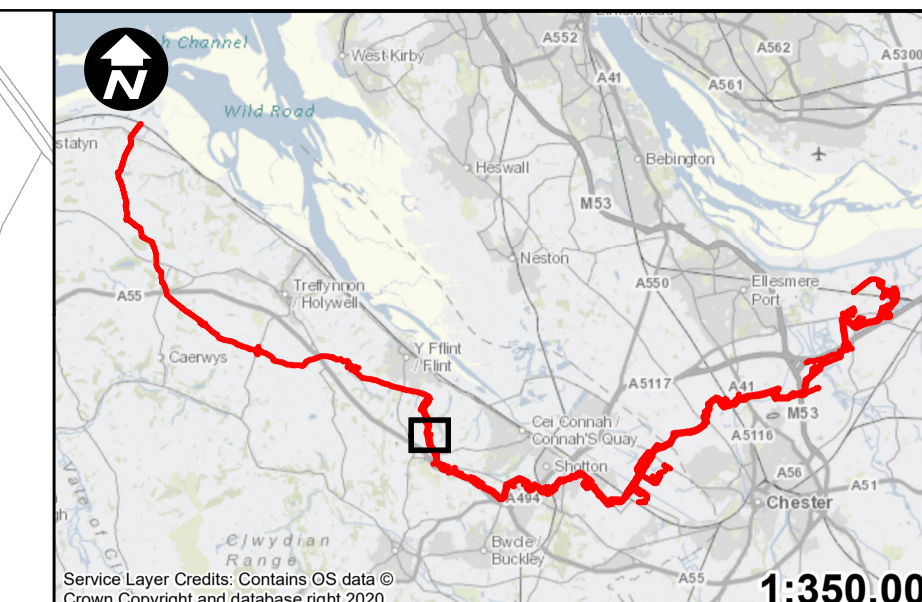 N
h Channel
West Kirby
A552
A562
A5300
A41
A561
Wild Road
statyn
Heswall
Bebington
M53
Neston
Treffynnon
/ Holywell
A550
Ellesmere
Port
A55
Caerwys
Y Fflint
/ Flint
A5117
A41
M53
Cei Connah /
Connah'S Quay
A5116
Shotton
A56
A51
A494
Chester
Clwydian
Range
Bwcle /
Buckley
A55
Service Layer Credits: Contains OS data ©
Crown Copyright and database right 2020
1:350,00